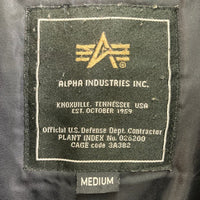 ALPHA INDUSTRIES INC.
KNOXVILLE, TENNESSEE USA
EST. OCTOBER 1959
Official U.S. Defense Dept. Contractor
PLANT INDEX No. 026200
CAGE code 3A382
MEDIUM